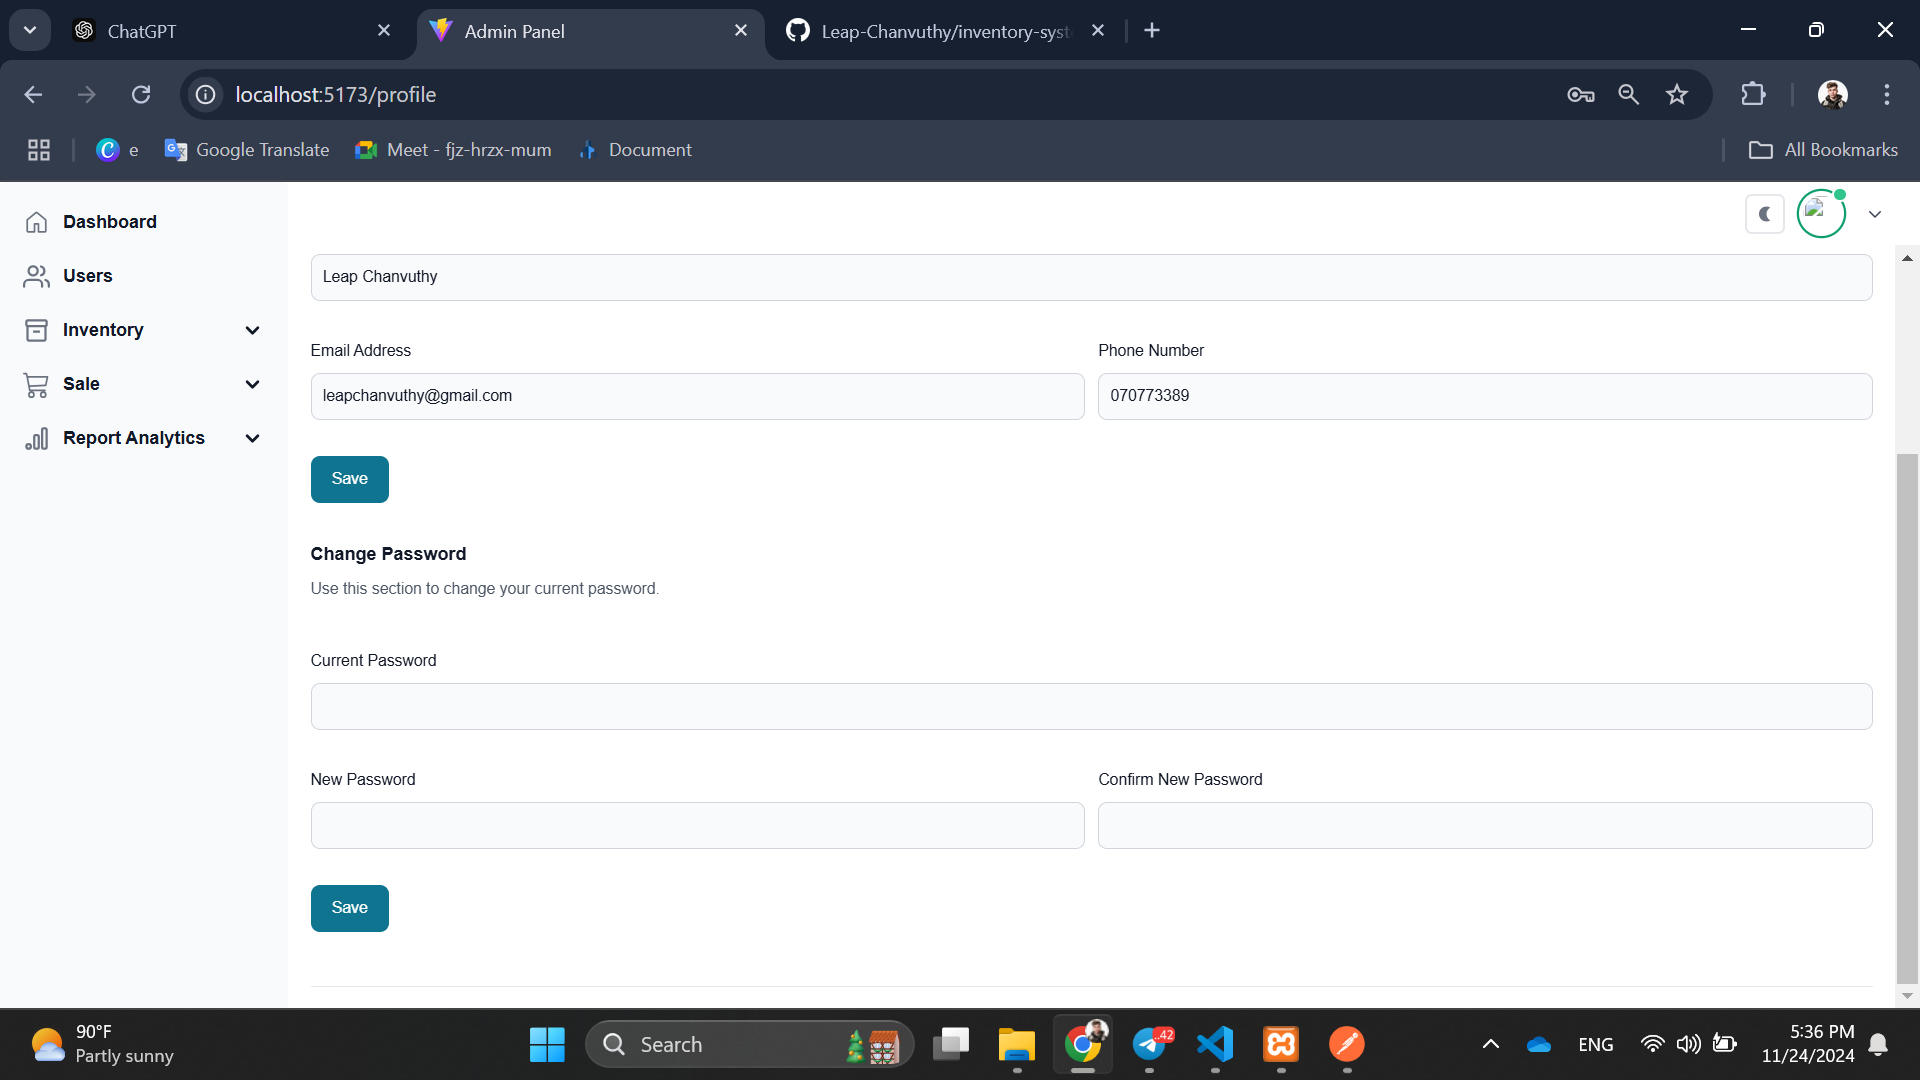 ChatGPT
Admin Panel
Leap-Chanvuthy/inventory-syst
localhost:5173/profile
e
Google Translate
Meet - fjz-hrzx-mum
Document
All Bookmarks
Dashboard
Users
Inventory
Sale
Report Analytics
Leap Chanvuthy
Email Address
Phone Number
leapchanvuthy@gmail.com
070773389
Save
Change Password
Use this section to change your current password.
Current Password
New Password
Confirm New Password
Save
90°F
Partly sunny
Search
..42
ENG
5:36 PM
11/24/2024